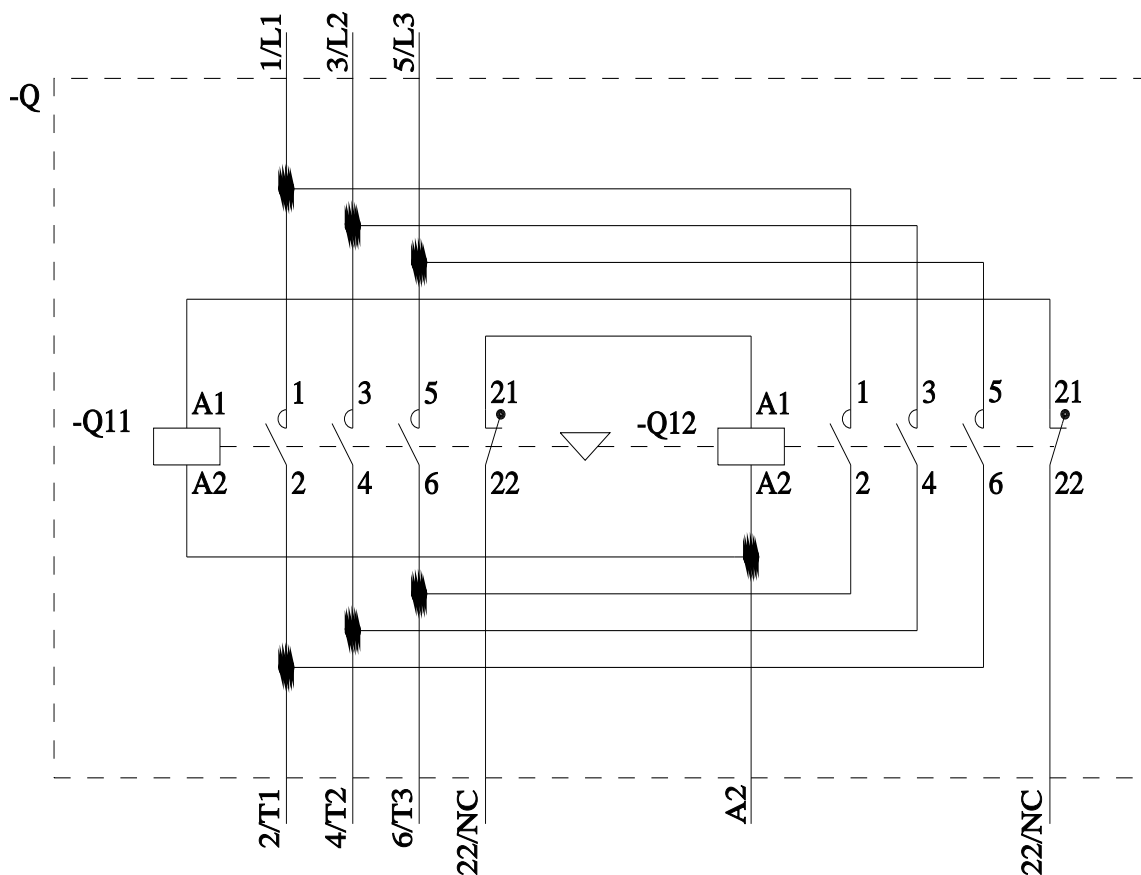 1/L1 3/L2 5/L3
-Q
1 3 5 21 1 3 5 21
A1 A1
-Q11 -Q12
A2 A2
2 4 6 22 2 4 6 22
2/T1 4/T2 6/T3 22/NC A2 22/NC